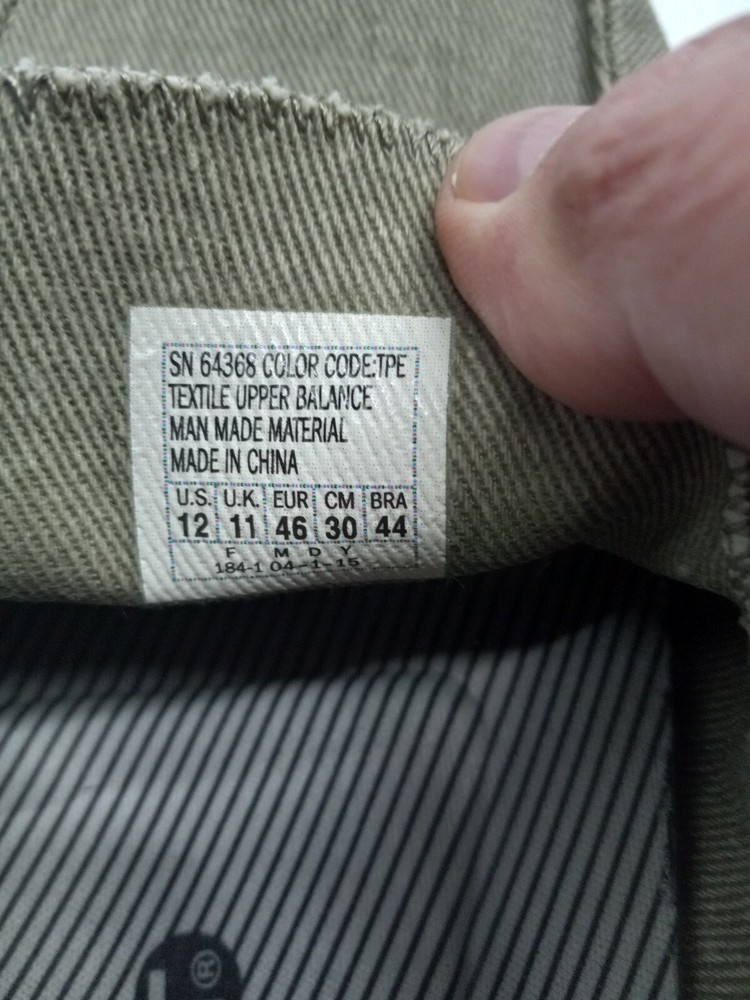 SN 64368 COLOR CODE:TPE
TEXTILE UPPER BALANCE
MAN MADE MATERIAL
MADE IN CHINA
U.S. U.K. EUR CM BRA
12 11 46 30 44
F M D Y
184-1 04-1-15
®